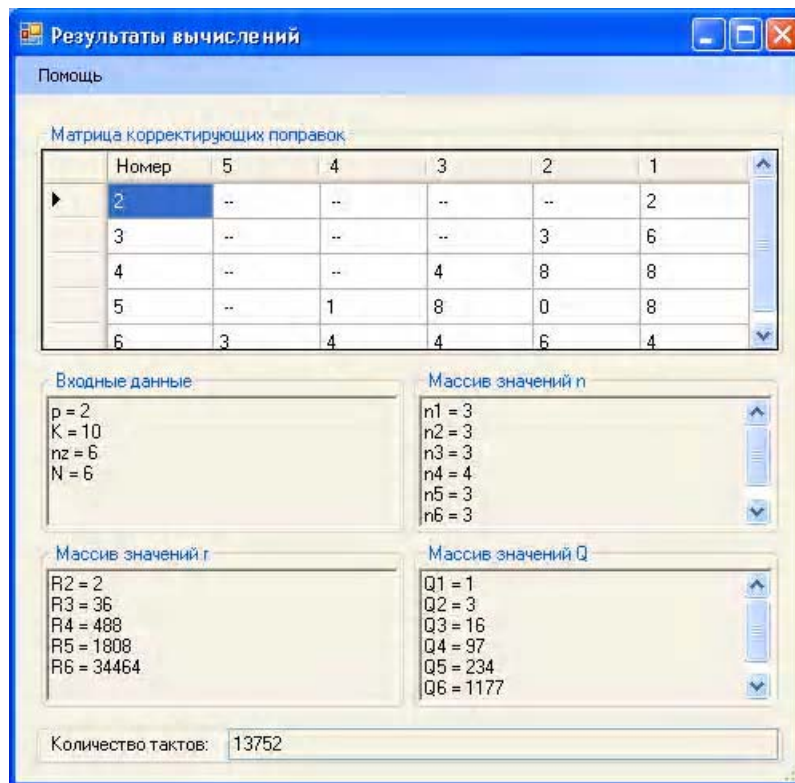 Результаты вычислений
Помощь
Матрица корректирующих поправок
Номер 5 4 3 2 1
2 -- -- -- -- 2
3 -- -- -- 3 6
4 -- -- 4 8 8
5 -- 1 8 0 8
6 3 4 4 6 4
Входные данные
p = 2
K = 10
nz = 6
N = 6
Массив значений n
n1 = 3
n2 = 3
n3 = 3
n4 = 4
n5 = 3
n6 = 3
Массив значений r
R2 = 2
R3 = 36
R4 = 488
R5 = 1808
R6 = 34464
Массив значений Q
Q1 = 1
Q2 = 3
Q3 = 16
Q4 = 97
Q5 = 234
Q6 = 1177
Количество тактов: 13752